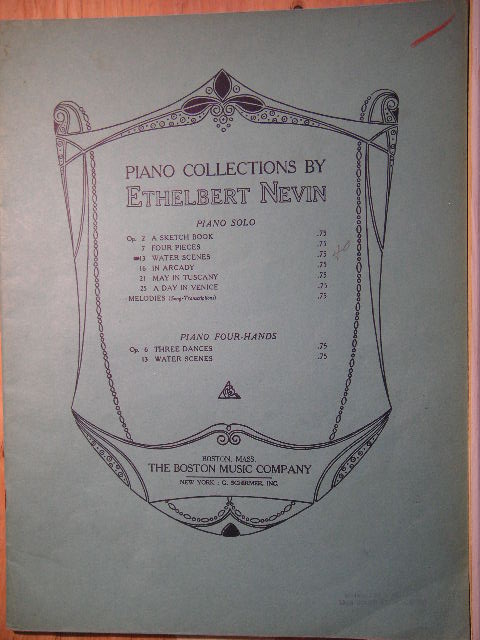 PIANO COLLECTIONS BY
ETHELBERT NEVIN
PIANO SOLO
Op. 2 A SKETCH BOOK .75
7 FOUR PIECES .75
13 WATER SCENES .75
16 IN ARCADY .75
21 MAY IN TUSCANY .75
25 A DAY IN VENICE .75
MELODIES (Song-Transcriptions) .75
PIANO FOUR-HANDS
Op. 6 THREE DANCES .75
13 WATER SCENES .75
BOSTON, MASS.
THE BOSTON MUSIC COMPANY
NEW YORK : G. SCHIRMER, INC.